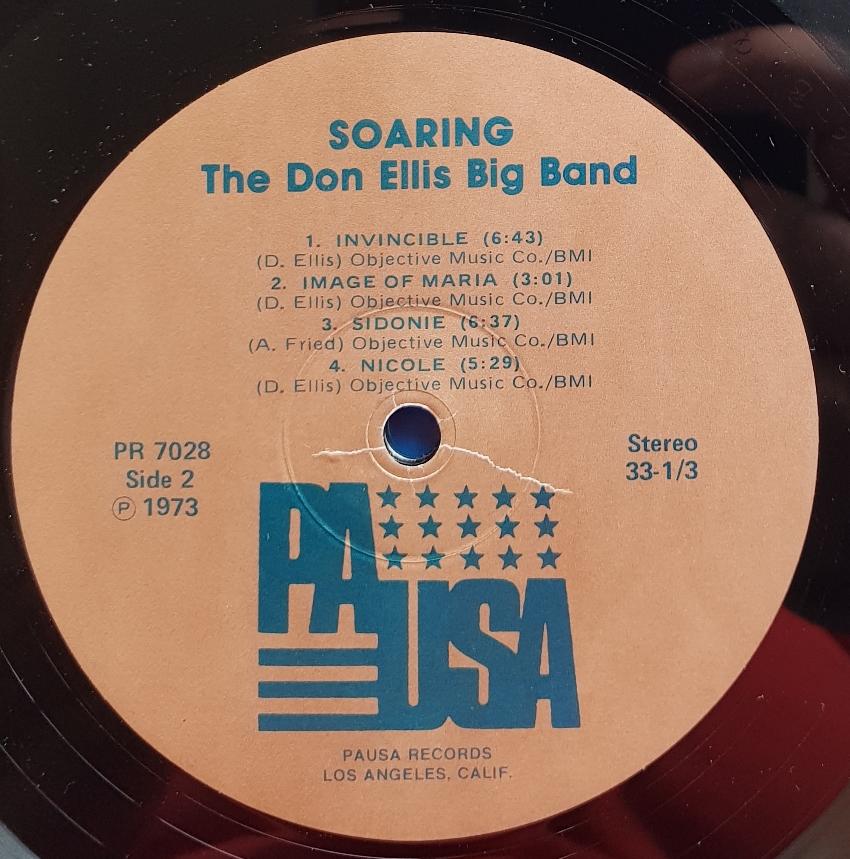 SOARING
The Don Ellis Big Band
1. INVINCIBLE (6:43)
(D. Ellis) Objective Music Co./BMI
2. IMAGE OF MARIA (3:01)
(D. Ellis) Objective Music Co./BMI
3. SIDONIE (6:37)
(A. Fried) Objective Music Co./BMI
4. NICOLE (5:29)
(D. Ellis) Objective Music Co./BMI
PR 7028
Side 2
Ⓟ 1973
Stereo
33-1/3
PAUSA
PAUSA RECORDS
LOS ANGELES, CALIF.